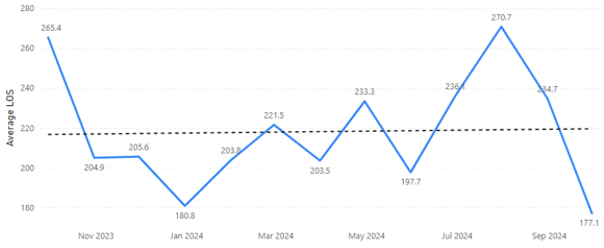 280
270.7
265.4
260
240
236.1
234.7
233.3
220
221.5
205.6
203.8
204.9
203.5
200
197.7
180
180.8
177.1
Average LOS
Nov 2023
Jan 2024
Mar 2024
May 2024
Jul 2024
Sep 2024